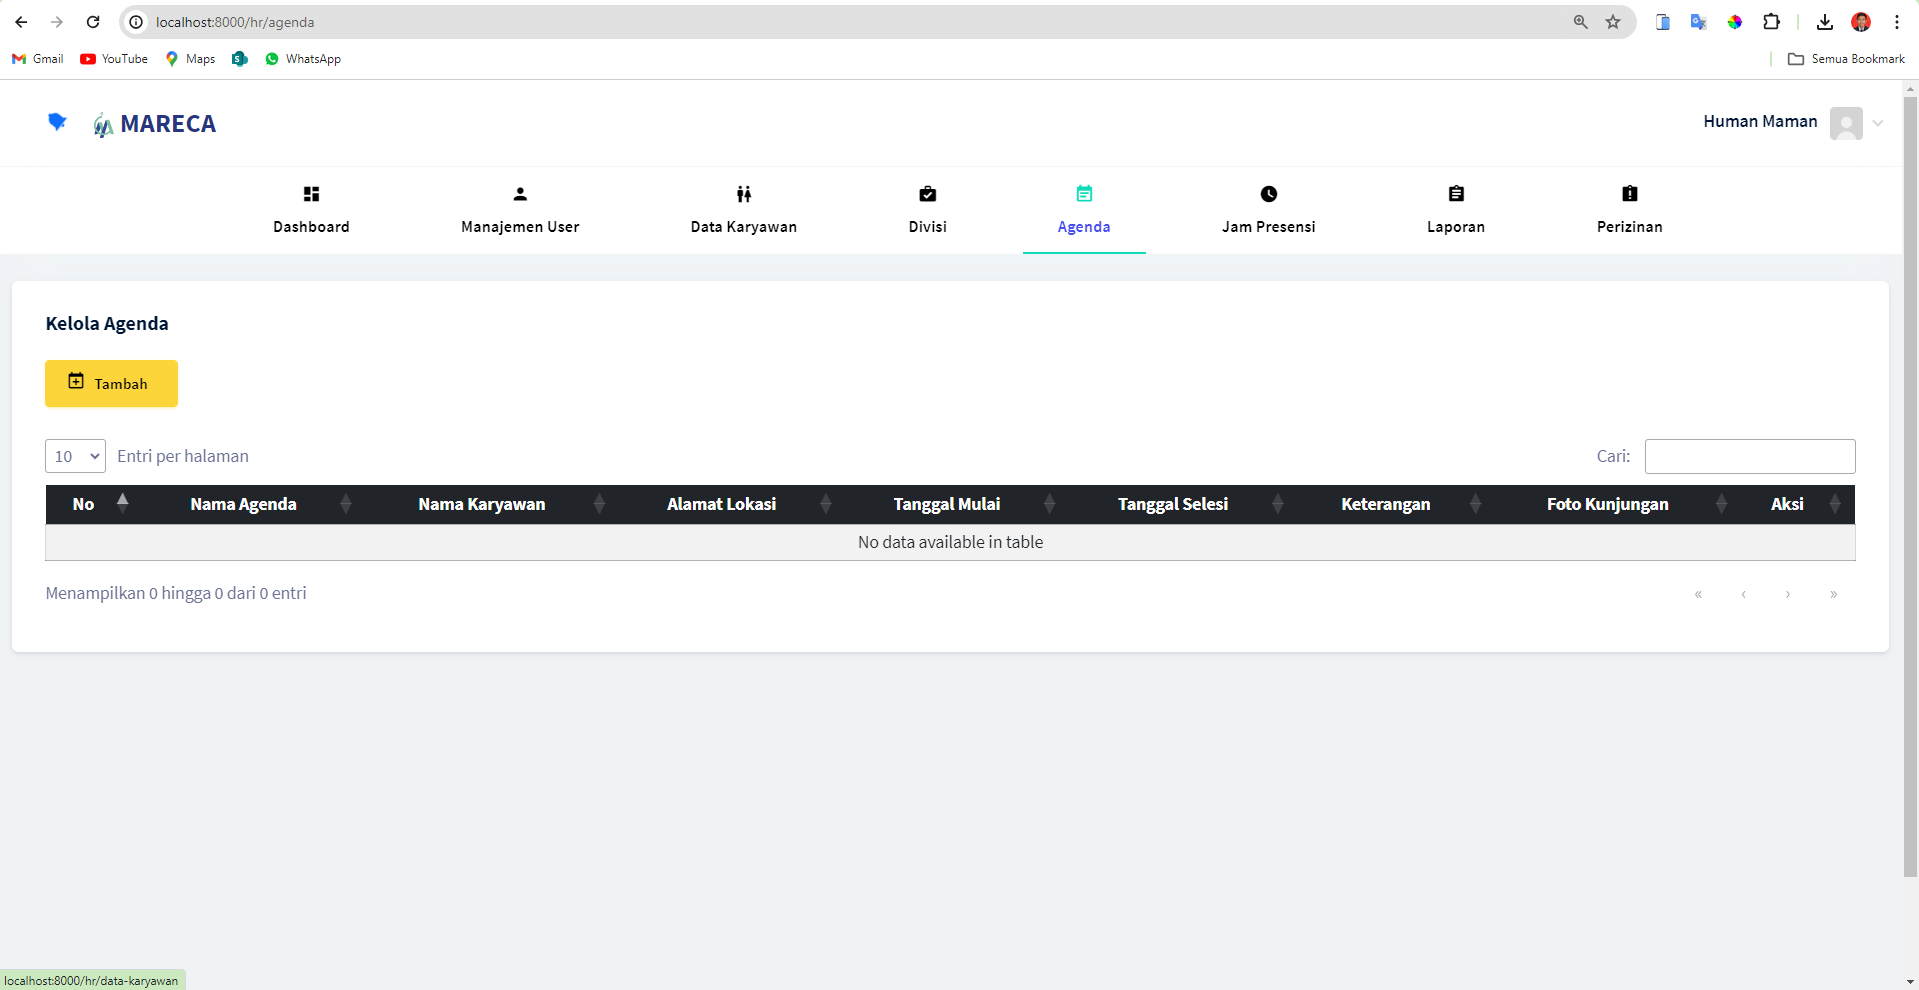 localhost:8000/hr/agenda
Gmail YouTube Maps WhatsApp Semua Bookmark
MARECA Human Maman
Dashboard Manajemen User Data Karyawan Divisi Agenda Jam Presensi Laporan Perizinan
Kelola Agenda
Tambah
10 Entri per halaman Cari:
No Nama Agenda Nama Karyawan Alamat Lokasi Tanggal Mulai Tanggal Selesi Keterangan Foto Kunjungan Aksi
No data available in table
Menampilkan 0 hingga 0 dari 0 entri « ‹ › »
localhost:8000/hr/data-karyawan